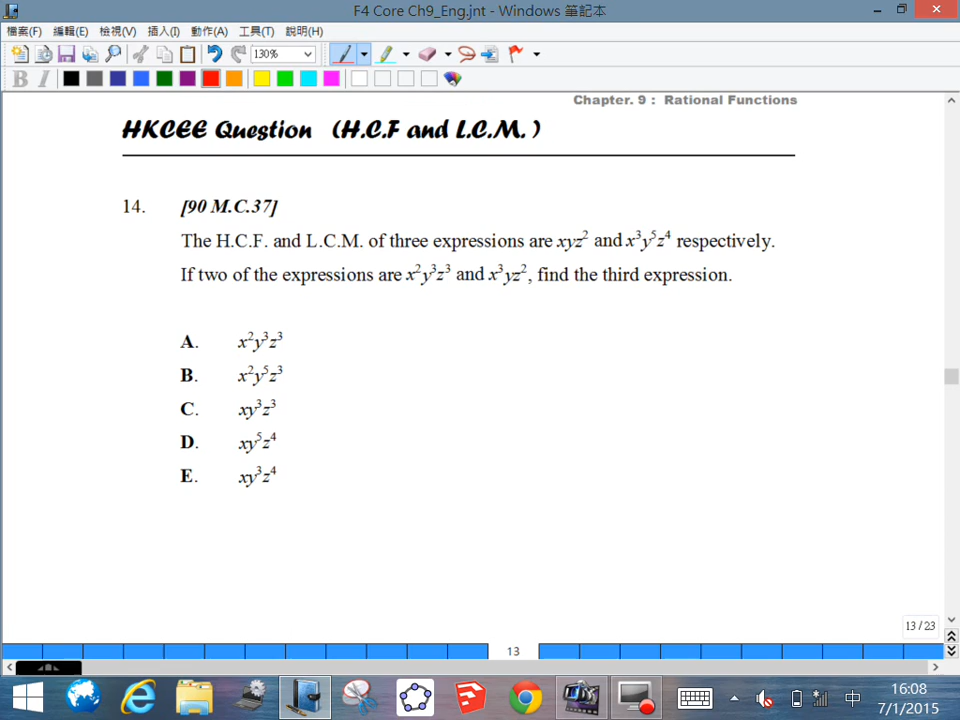 F4 Core Ch9_Eng.jnt - Windows 筆記本
檔案(F) 編輯(E) 檢視(V) 插入(I) 動作(A) 工具(T) 說明(H)
130%
B I
Chapter. 9 : Rational Functions
HKCEE Question (H.C.F and L.C.M. )
14. [90 M.C.37]
The H.C.F. and L.C.M. of three expressions are xyz² and x³y⁵z⁴ respectively.
If two of the expressions are x²y³z³ and x³yz², find the third expression.
A. x²y³z³
B. x²y⁵z³
C. xy³z³
D. xy⁵z⁴
E. xy³z⁴
13 / 23
13
中
16:08
7/1/2015